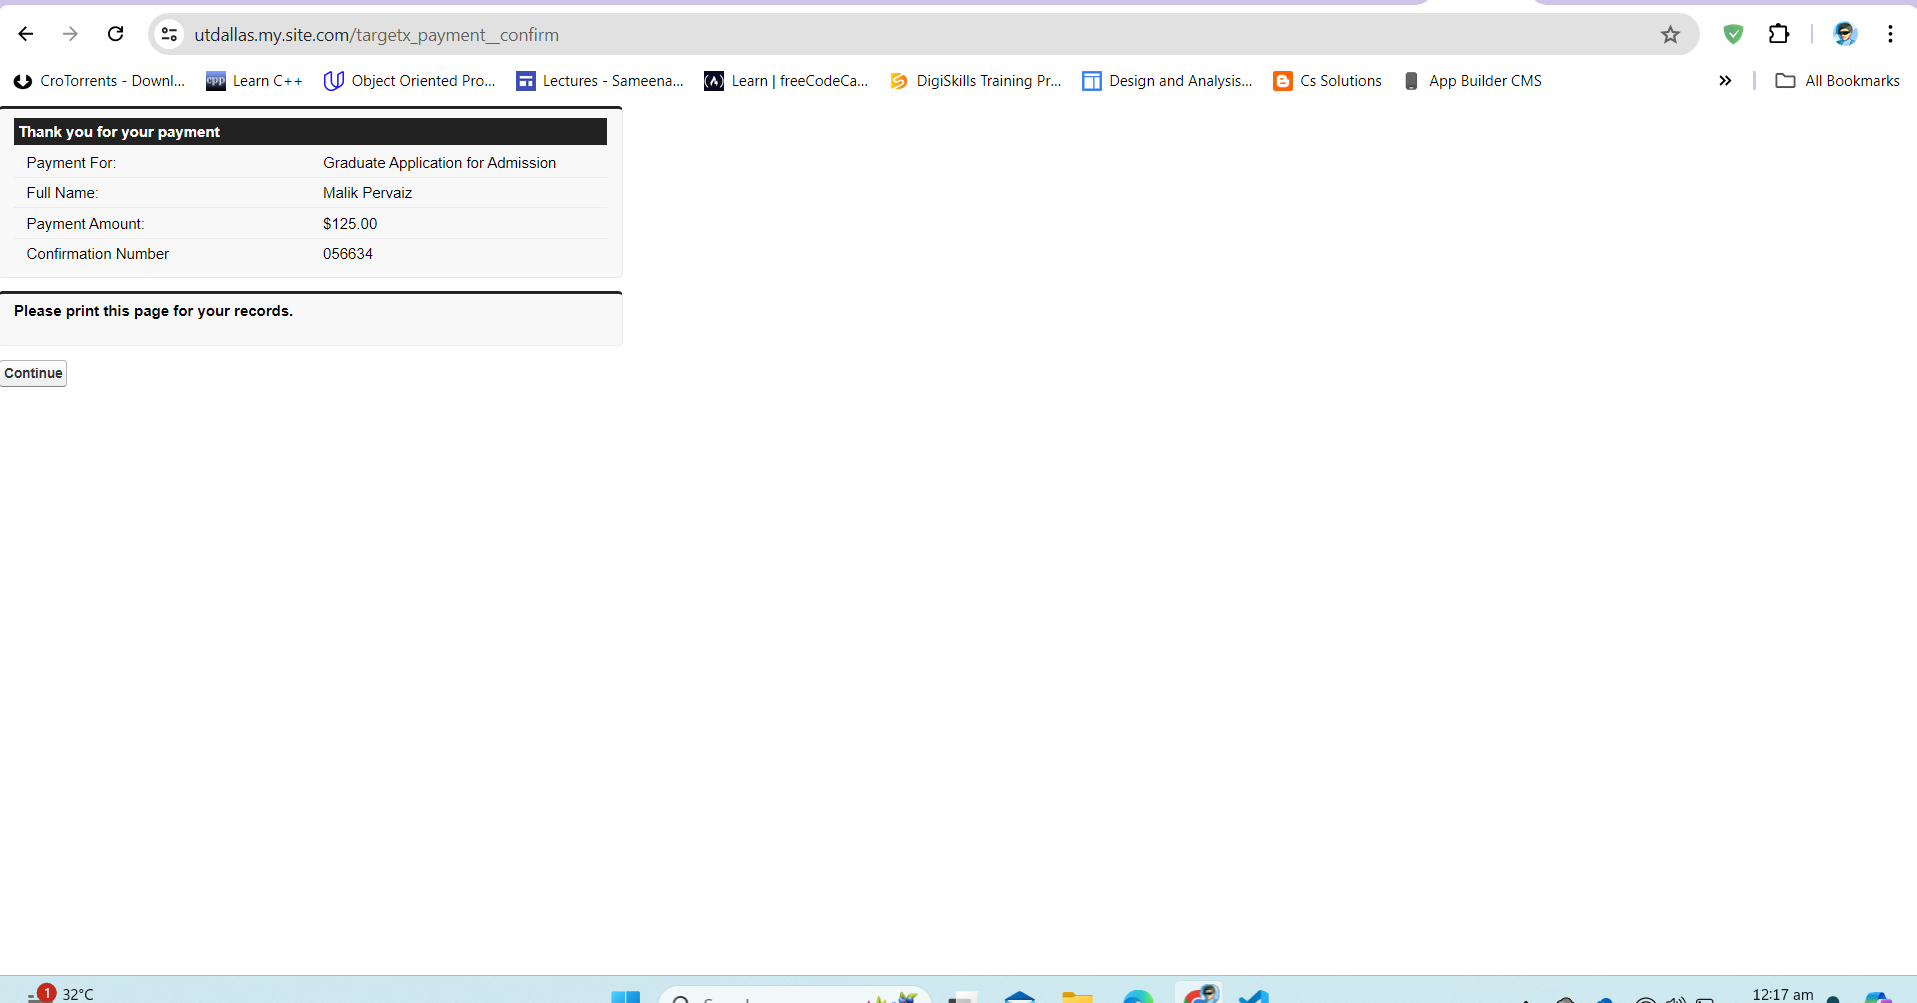 utdallas.my.site.com/targetx_payment__confirm
CroTorrents - Downl... cpp Learn C++ Object Oriented Pro... Lectures - Sameena... Learn | freeCodeCa... DigiSkills Training Pr... Design and Analysis... Cs Solutions App Builder CMS » All Bookmarks
Thank you for your payment
Payment For: Graduate Application for Admission
Full Name: Malik Pervaiz
Payment Amount: $125.00
Confirmation Number 056634
Please print this page for your records.
Continue
1 32°C 12:17 am